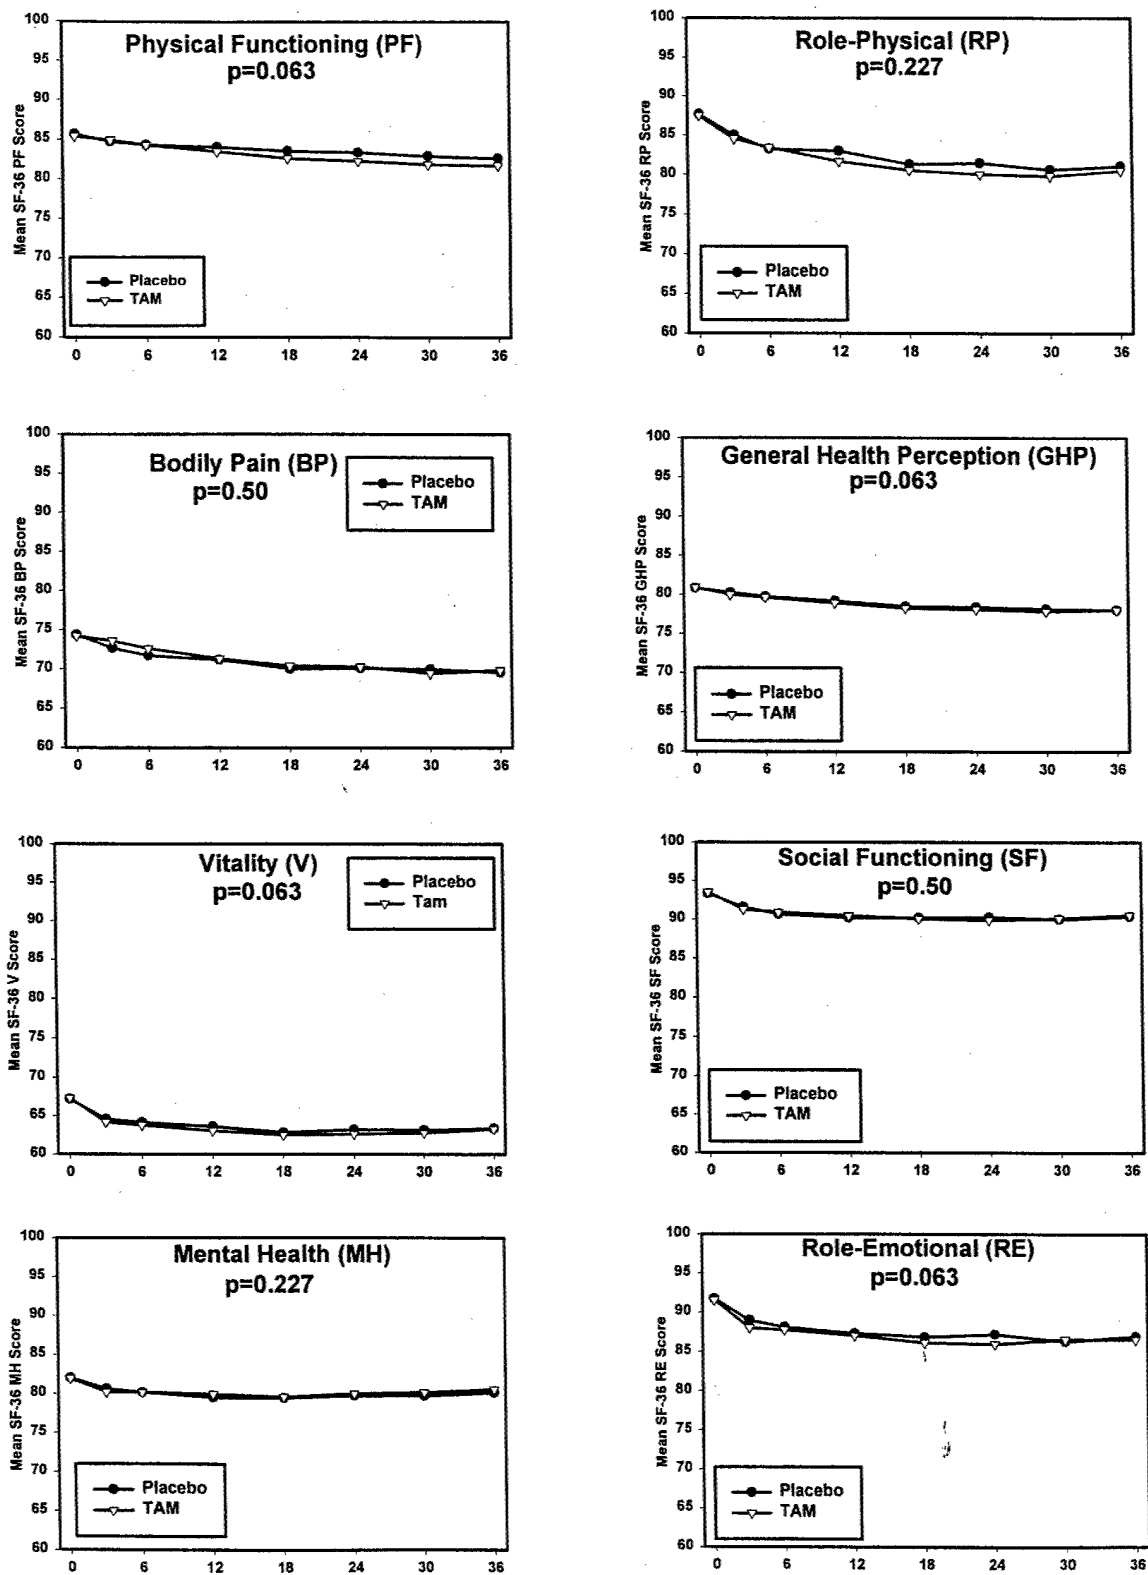 Physical Functioning (PF)
p=0.063
Mean SF-36 PF Score
100
95
90
85
80
75
70
65
60
Placebo
TAM
0 6 12 18 24 30 36
Role-Physical (RP)
p=0.227
Mean SF-36 RP Score
100
95
90
85
80
75
70
65
60
Placebo
TAM
0 6 12 18 24 30 36
Bodily Pain (BP)
p=0.50
Mean SF-36 BP Score
100
95
90
85
80
75
70
65
60
Placebo
TAM
0 6 12 18 24 30 36
General Health Perception (GHP)
p=0.063
Mean SF-36 GHP Score
100
95
90
85
80
75
70
65
60
Placebo
TAM
0 6 12 18 24 30 36
Vitality (V)
p=0.063
Mean SF-36 V Score
100
95
90
85
80
75
70
65
60
Placebo
Tam
0 6 12 18 24 30 36
Social Functioning (SF)
p=0.50
Mean SF-36 SF Score
100
95
90
85
80
75
70
65
60
Placebo
TAM
0 6 12 18 24 30 36
Mental Health (MH)
p=0.227
Mean SF-36 MH Score
100
95
90
85
80
75
70
65
60
Placebo
TAM
0 6 12 18 24 30 36
Role-Emotional (RE)
p=0.063
Mean SF-36 RE Score
100
95
90
85
80
75
70
65
60
Placebo
TAM
0 6 12 18 24 30 36